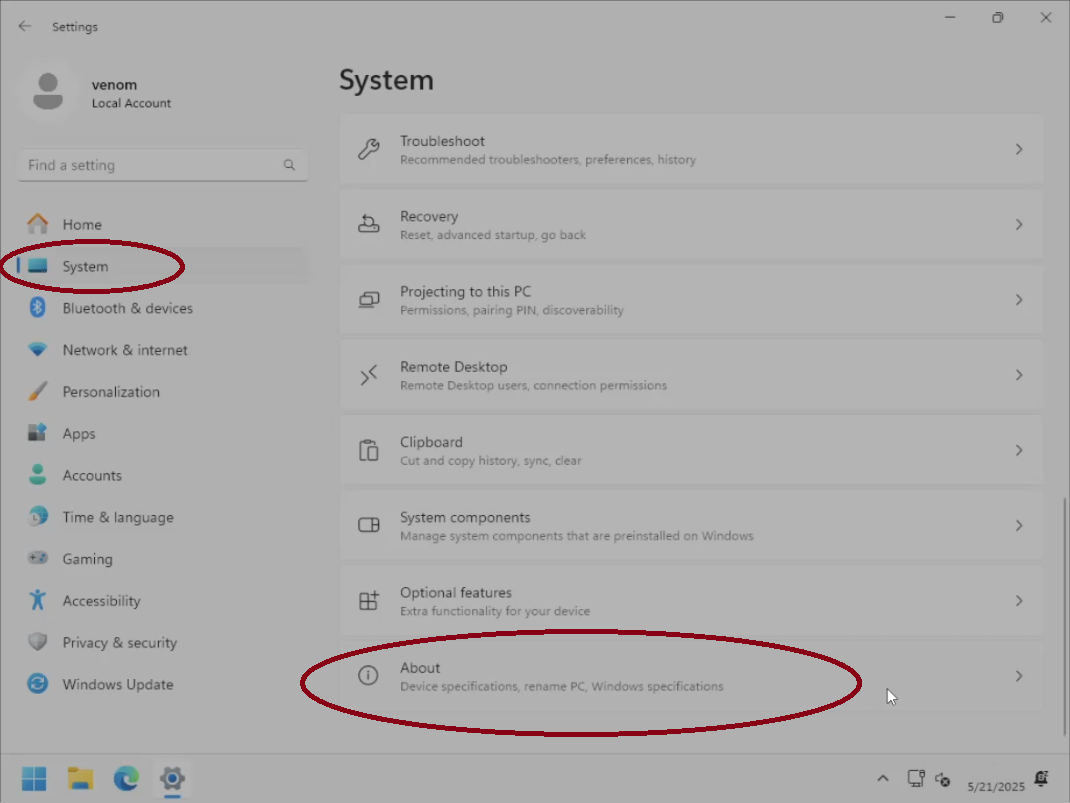 Settings
venom
Local Account
Find a setting
Home
System
Bluetooth & devices
Network & internet
Personalization
Apps
Accounts
Time & language
Gaming
Accessibility
Privacy & security
Windows Update
System
Troubleshoot
Recommended troubleshooters, preferences, history
Recovery
Reset, advanced startup, go back
Projecting to this PC
Permissions, pairing PIN, discoverability
Remote Desktop
Remote Desktop users, connection permissions
Clipboard
Cut and copy history, sync, clear
System components
Manage system components that are preinstalled on Windows
Optional features
Extra functionality for your device
About
Device specifications, rename PC, Windows specifications
5/21/2025